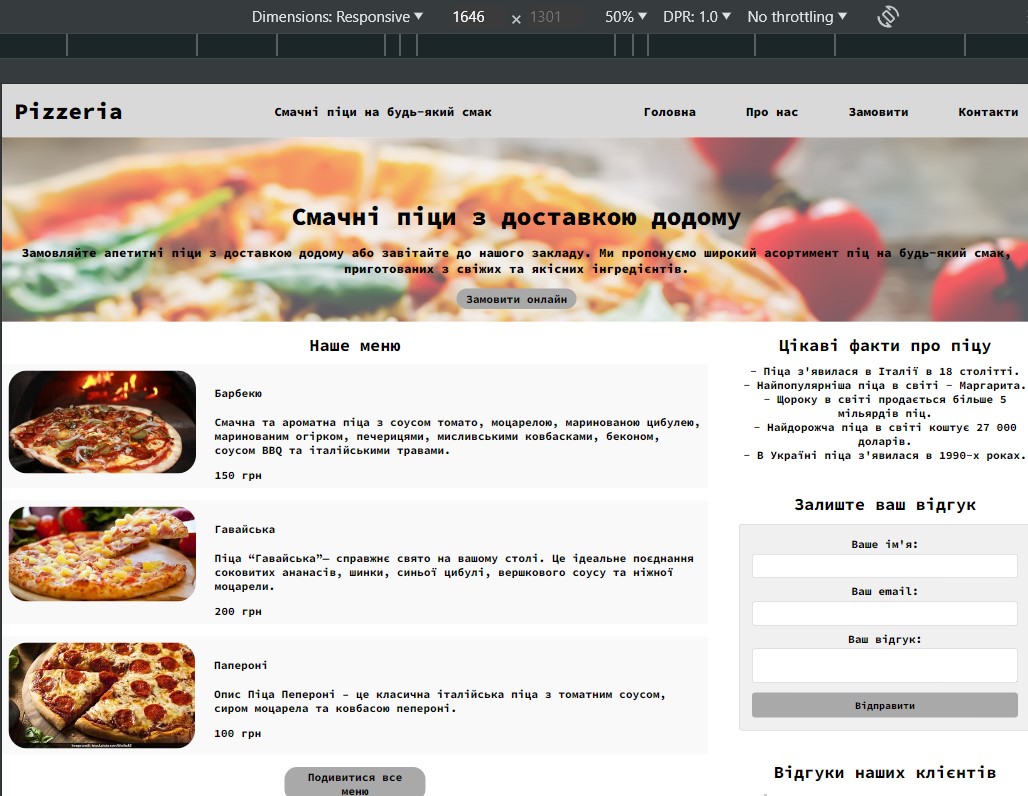 Dimensions: Responsive 1646 × 1301 50% DPR: 1.0 No throttling
Pizzeria Смачні піци на будь-який смак Головна Про нас Замовити Контакти
Смачні піци з доставкою додому
Замовляйте апетитні піци з доставкою додому або завітайте до нашого закладу. Ми пропонуємо широкий асортимент піц на будь-який смак,
приготованих з свіжих та якісних інгредієнтів.
Замовити онлайн
Наше меню
Барбекю
Смачна та ароматна піца з соусом томато, моцарелою, маринованою цибулею,
маринованим огірком, печерицями, мисливськими ковбасками, беконом,
соусом BBQ та італійськими травами.
150 грн
Гавайська
Піца “Гавайська”— справжнє свято на вашому столі. Це ідеальне поєднання
соковитих ананасів, шинки, синьої цибулі, вершкового соусу та ніжної
моцарели.
200 грн
Папероні
Опис Піца Пепероні – це класична італійська піца з томатним соусом,
сиром моцарела та ковбасою пепероні.
100 грн
Подивитися все
меню
Цікаві факти про піцу
- Піца з'явилася в Італії в 18 столітті.
- Найпопулярніша піца в світі - Маргарита.
- Щороку в світі продається більше 5
мільярдів піц.
- Найдорожча піца в світі коштує 27 000
доларів.
- В Україні піца з'явилася в 1990-х роках.
Залиште ваш відгук
Ваше ім'я:
Ваш email:
Ваш відгук:
Відправити
Відгуки наших клієнтів